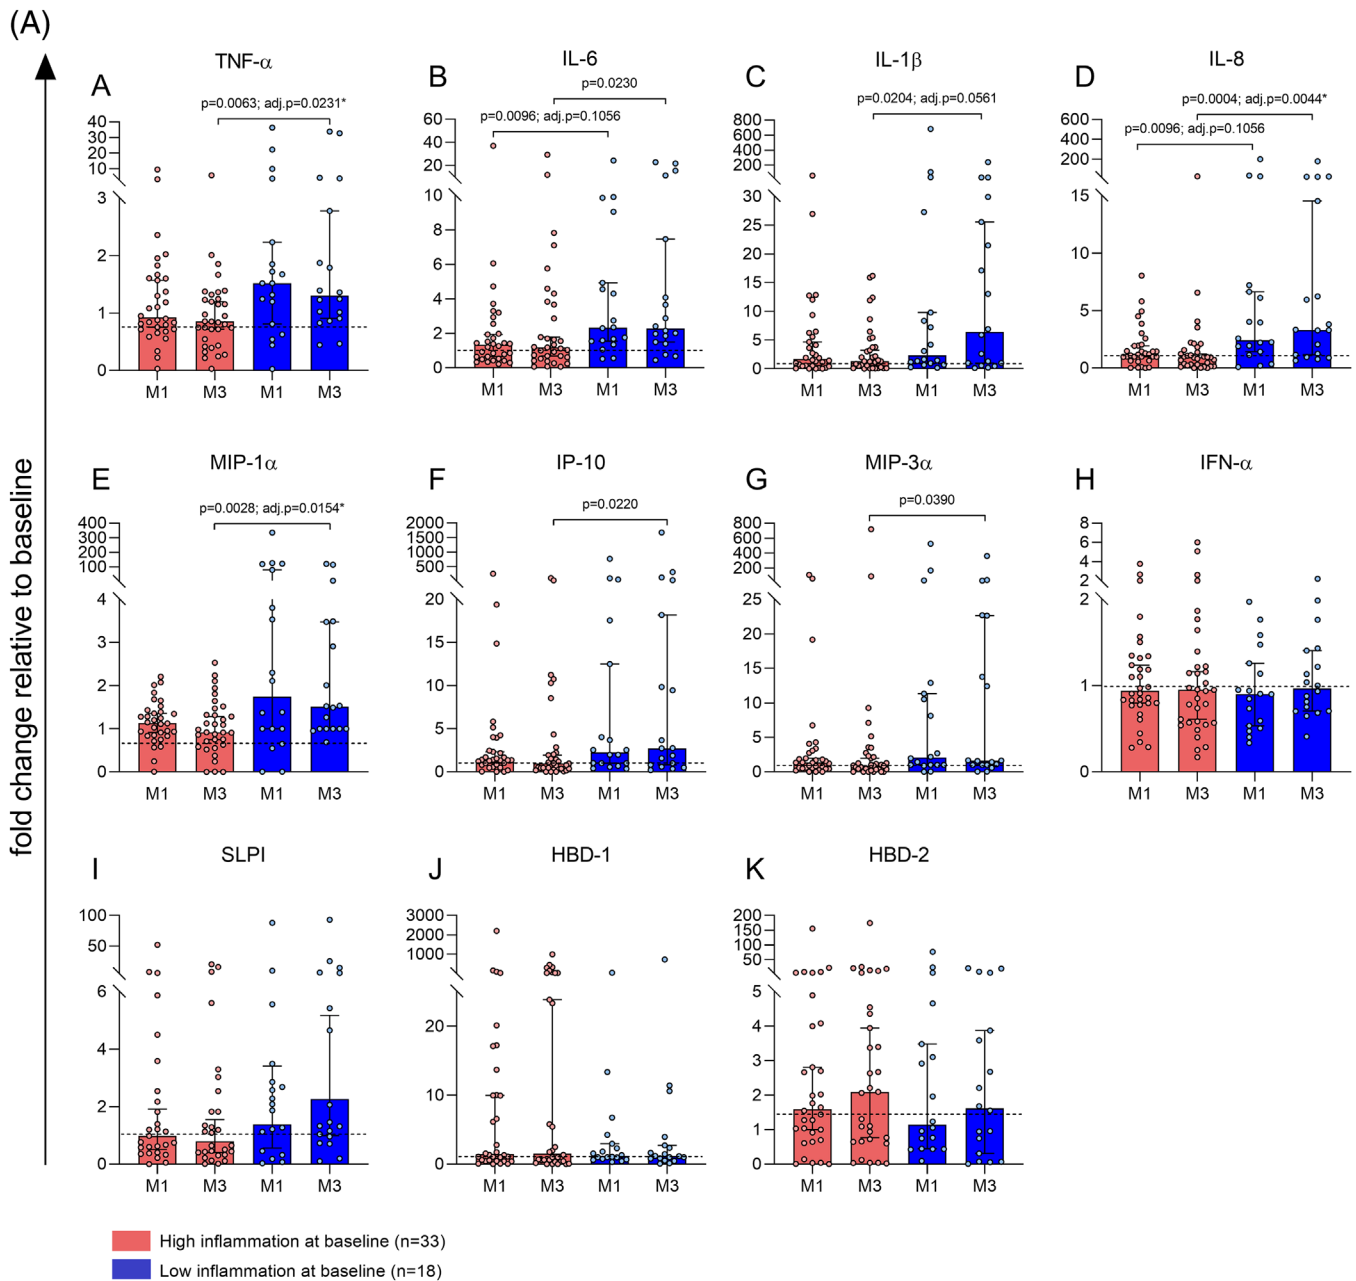 (A)
fold change relative to baseline
A
TNF-α
p=0.0063; adj.p=0.0231*
40
30
20
10
3
2
1
0
M1 M3 M1 M3
B
IL-6
p=0.0230
p=0.0096; adj.p=0.1056
60
40
20
10
8
6
4
2
0
M1 M3 M1 M3
C
IL-1β
p=0.0204; adj.p=0.0561
800
600
400
200
30
25
20
15
10
5
0
M1 M3 M1 M3
D
IL-8
p=0.0004; adj.p=0.0044*
p=0.0096; adj.p=0.1056
600
400
200
15
10
5
0
M1 M3 M1 M3
E
MIP-1α
p=0.0028; adj.p=0.0154*
400
300
200
100
4
3
2
1
0
M1 M3 M1 M3
F
IP-10
p=0.0220
2000
1500
1000
500
20
15
10
5
0
M1 M3 M1 M3
G
MIP-3α
p=0.0390
800
600
400
200
25
20
15
10
5
0
M1 M3 M1 M3
H
IFN-α
8
6
4
2
2
1
0
M1 M3 M1 M3
I
SLPI
100
50
6
4
2
0
M1 M3 M1 M3
J
HBD-1
3000
2000
1000
20
10
0
M1 M3 M1 M3
K
HBD-2
200
150
100
50
5
4
3
2
1
0
M1 M3 M1 M3
High inflammation at baseline (n=33)
Low inflammation at baseline (n=18)